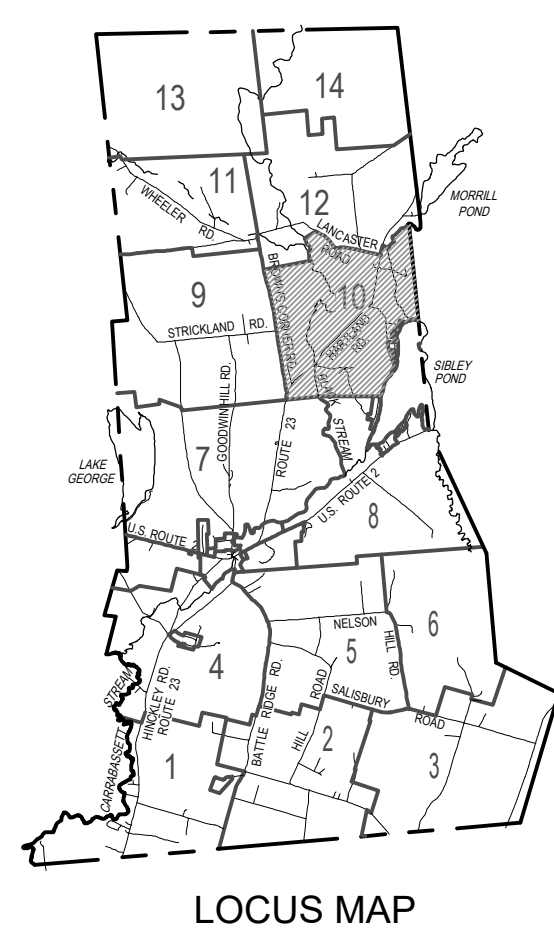 13
14
11
WHEELER
RD.
12
MORRILL
POND
LANCASTER
ROAD
9
BROWNS CORNER RD.
10
HARTLAND
RD.
STRICKLAND RD.
SIBLEY
POND
BLACK
STREAM
GOODWIN HILL RD.
ROUTE 23
7
LAKE
GEORGE
U.S. ROUTE 2
U.S. ROUTE 2
8
NELSON
HILL RD.
6
5
4
HINCKLEY RD.
ROUTE 23
BATTLE RIDGE RD.
SALISBURY
ROAD
HILL
ROAD
2
CARRABASSETT
STREAM
1
3
LOCUS MAP